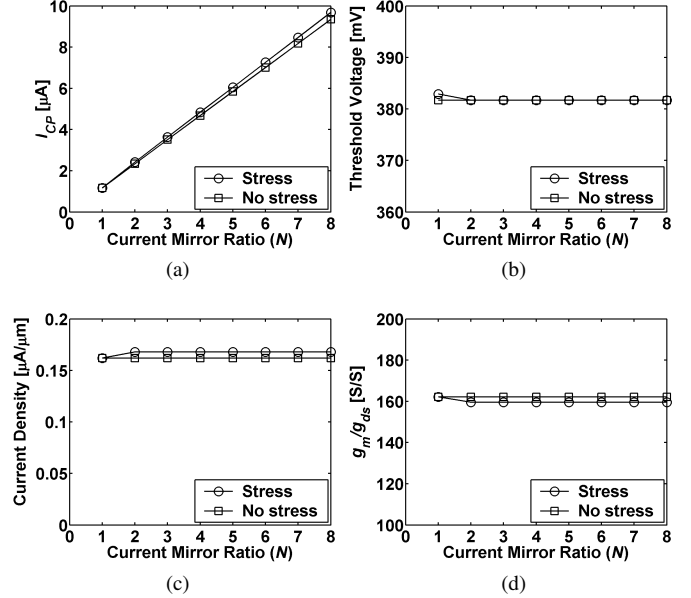 10
8
6
4
2
0
I_CP [µA]
Stress
No stress
0 1 2 3 4 5 6 7 8
Current Mirror Ratio (N)
(a)
400
390
380
370
360
Threshold Voltage [mV]
Stress
No stress
0 1 2 3 4 5 6 7 8
Current Mirror Ratio (N)
(b)
0.2
0.15
0.1
0.05
0
Current Density [µA/µm]
Stress
No stress
0 1 2 3 4 5 6 7 8
Current Mirror Ratio (N)
(c)
200
180
160
140
120
100
g_m/g_ds [S/S]
Stress
No stress
0 1 2 3 4 5 6 7 8
Current Mirror Ratio (N)
(d)